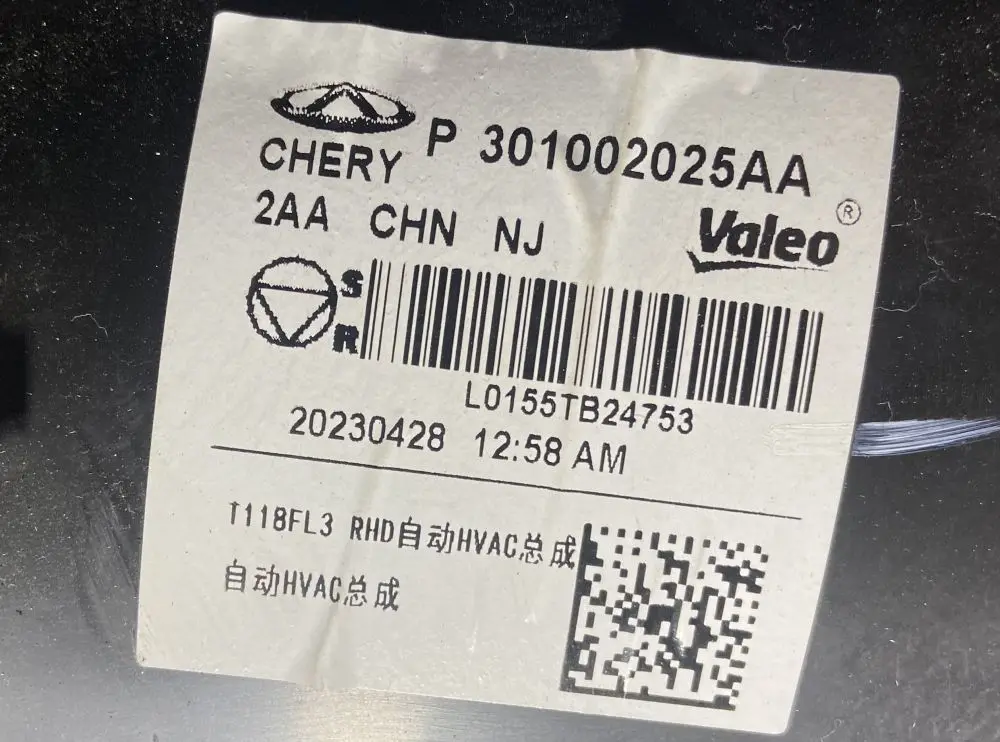 CHERY P 301002025AA
2AA CHN NJ
Valeo ®
S
R
L0155TB24753
20230428 12:58 AM
T118FL3 RHD自动HVAC总成
自动HVAC总成